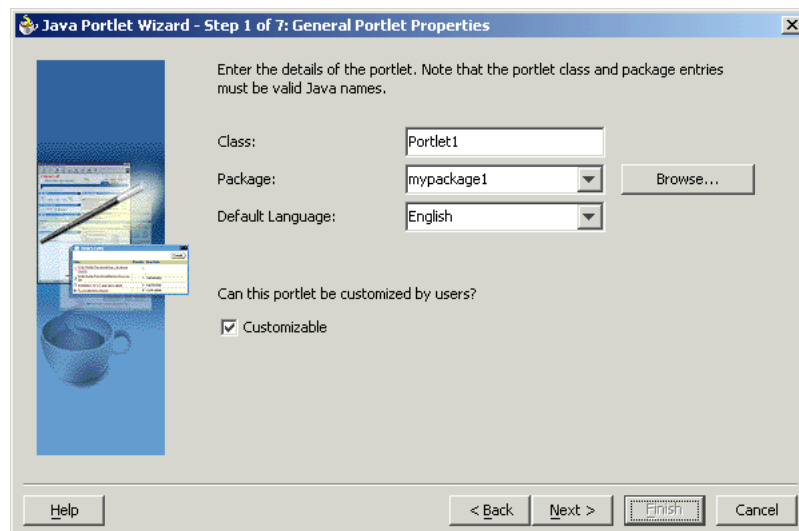 Java Portlet Wizard - Step 1 of 7: General Portlet Properties
Enter the details of the portlet. Note that the portlet class and package entries
must be valid Java names.
Class:
Portlet1
Package:
mypackage1
Browse...
Default Language:
English
Can this portlet be customized by users?
Customizable
Help
< Back
Next >
Finish
Cancel